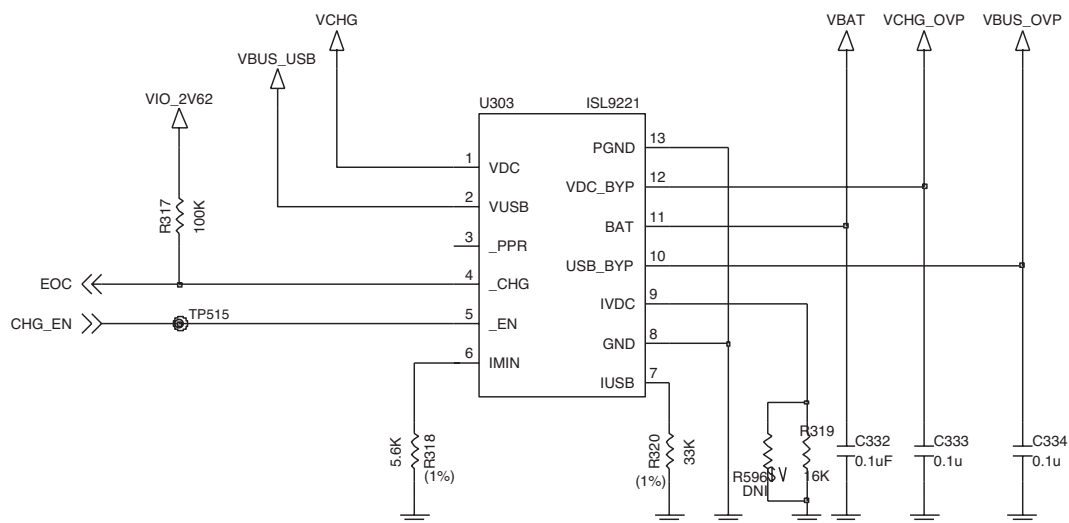 VCHG
VBAT
VCHG_OVP
VBUS_OVP
VBUS_USB
VIO_2V62
U303
ISL9221
R317
100K
1
VDC
2
VUSB
3
_PPR
4
_CHG
5
_EN
6
IMIN
PGND
13
VDC_BYP
12
BAT
11
USB_BYP
10
IVDC
9
GND
8
IUSB
7
EOC
CHG_EN
TP515
5.6K
R318
(1%)
R320
33K
(1%)
R319
16K
R596
DNI
C332
0.1uF
C333
0.1u
C334
0.1u